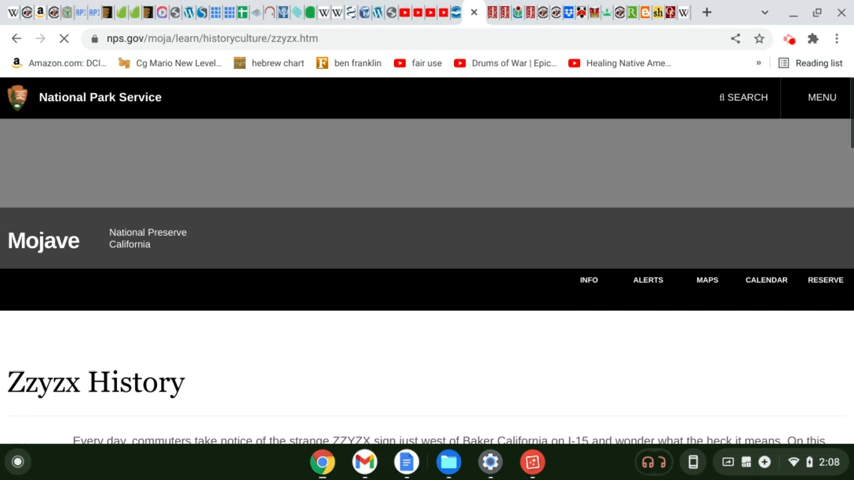 nps.gov/moja/learn/historyculture/zzyzx.htm
Amazon.com: DCI... Cg Mario New Level... hebrew chart ben franklin fair use Drums of War | Epic... Healing Native Ame... » Reading list
National Park Service SEARCH MENU
Mojave National Preserve
California
INFO ALERTS MAPS CALENDAR RESERVE
Zzyzx History
Every day, commuters take notice of the strange ZZYZX sign just west of Baker California on I-15 and wonder what the heck it means. On this
2:08